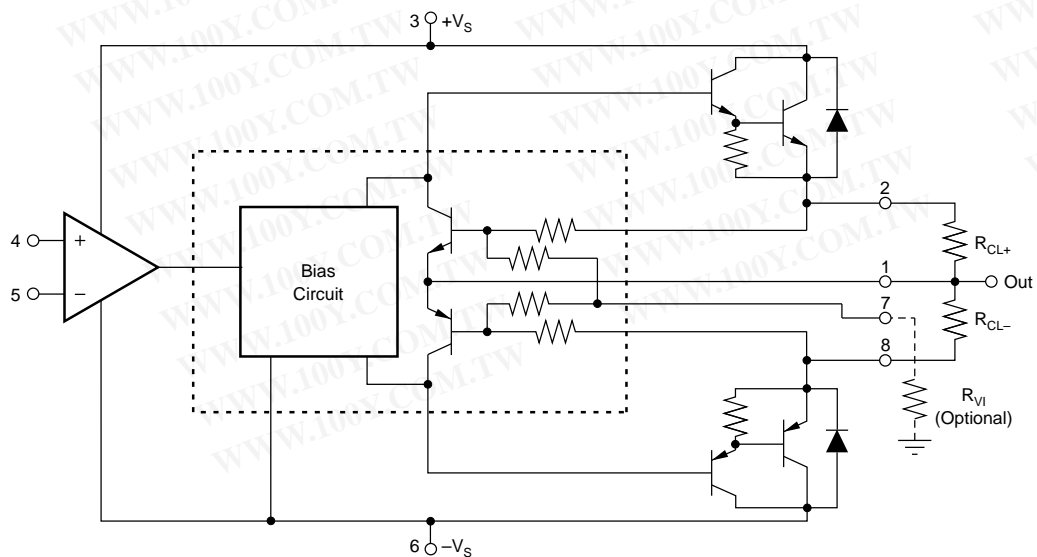 3 +VS
WWW.100Y.COM.TW
2
4
+
RCL+
Bias
Circuit
1
Out
5
–
7
RCL–
8
RVI
(Optional)
6 –VS